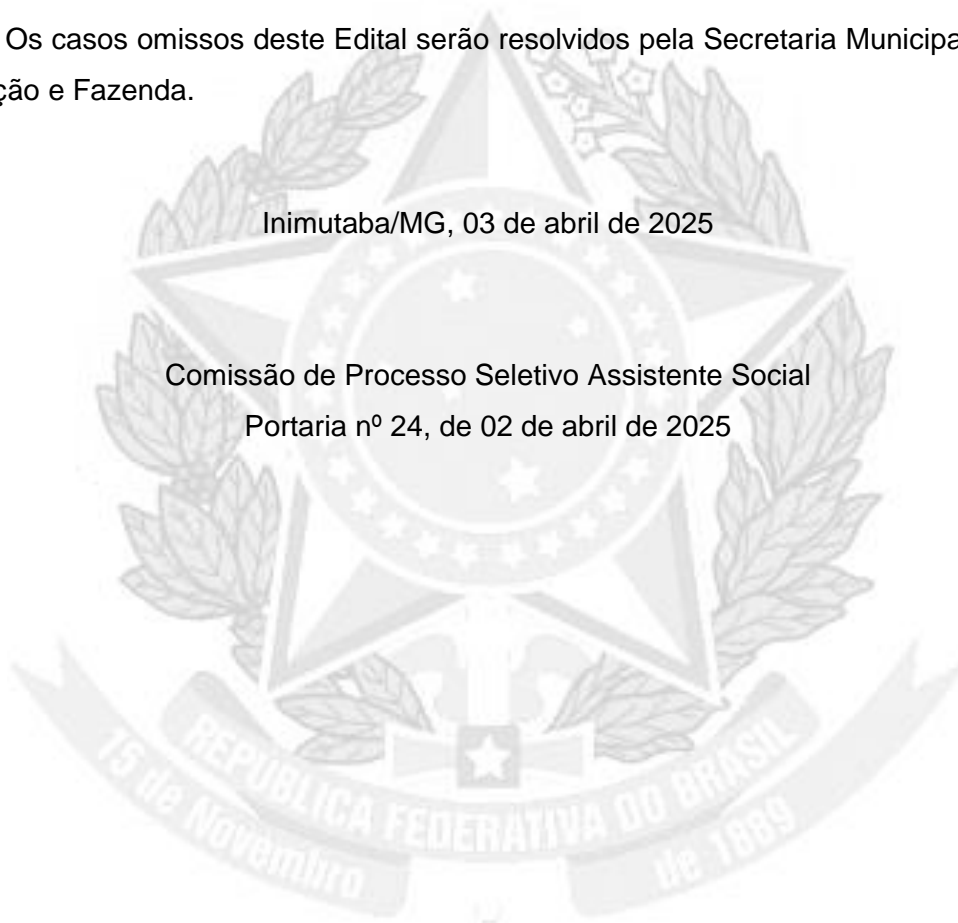 Os casos omissos deste Edital serão resolvidos pela Secretaria Municipa
ção e Fazenda.
Inimutaba/MG, 03 de abril de 2025
Comissão de Processo Seletivo Assistente Social
Portaria nº 24, de 02 de abril de 2025
REPÚBLICA FEDERATIVA DO BRASIL
15 de Novembro de 1889